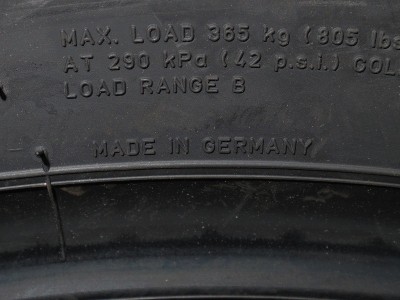 MAX. LOAD 365 kg (805 lbs
AT 290 kPa (42 p.s.i.) COL
LOAD RANGE B
MADE IN GERMANY